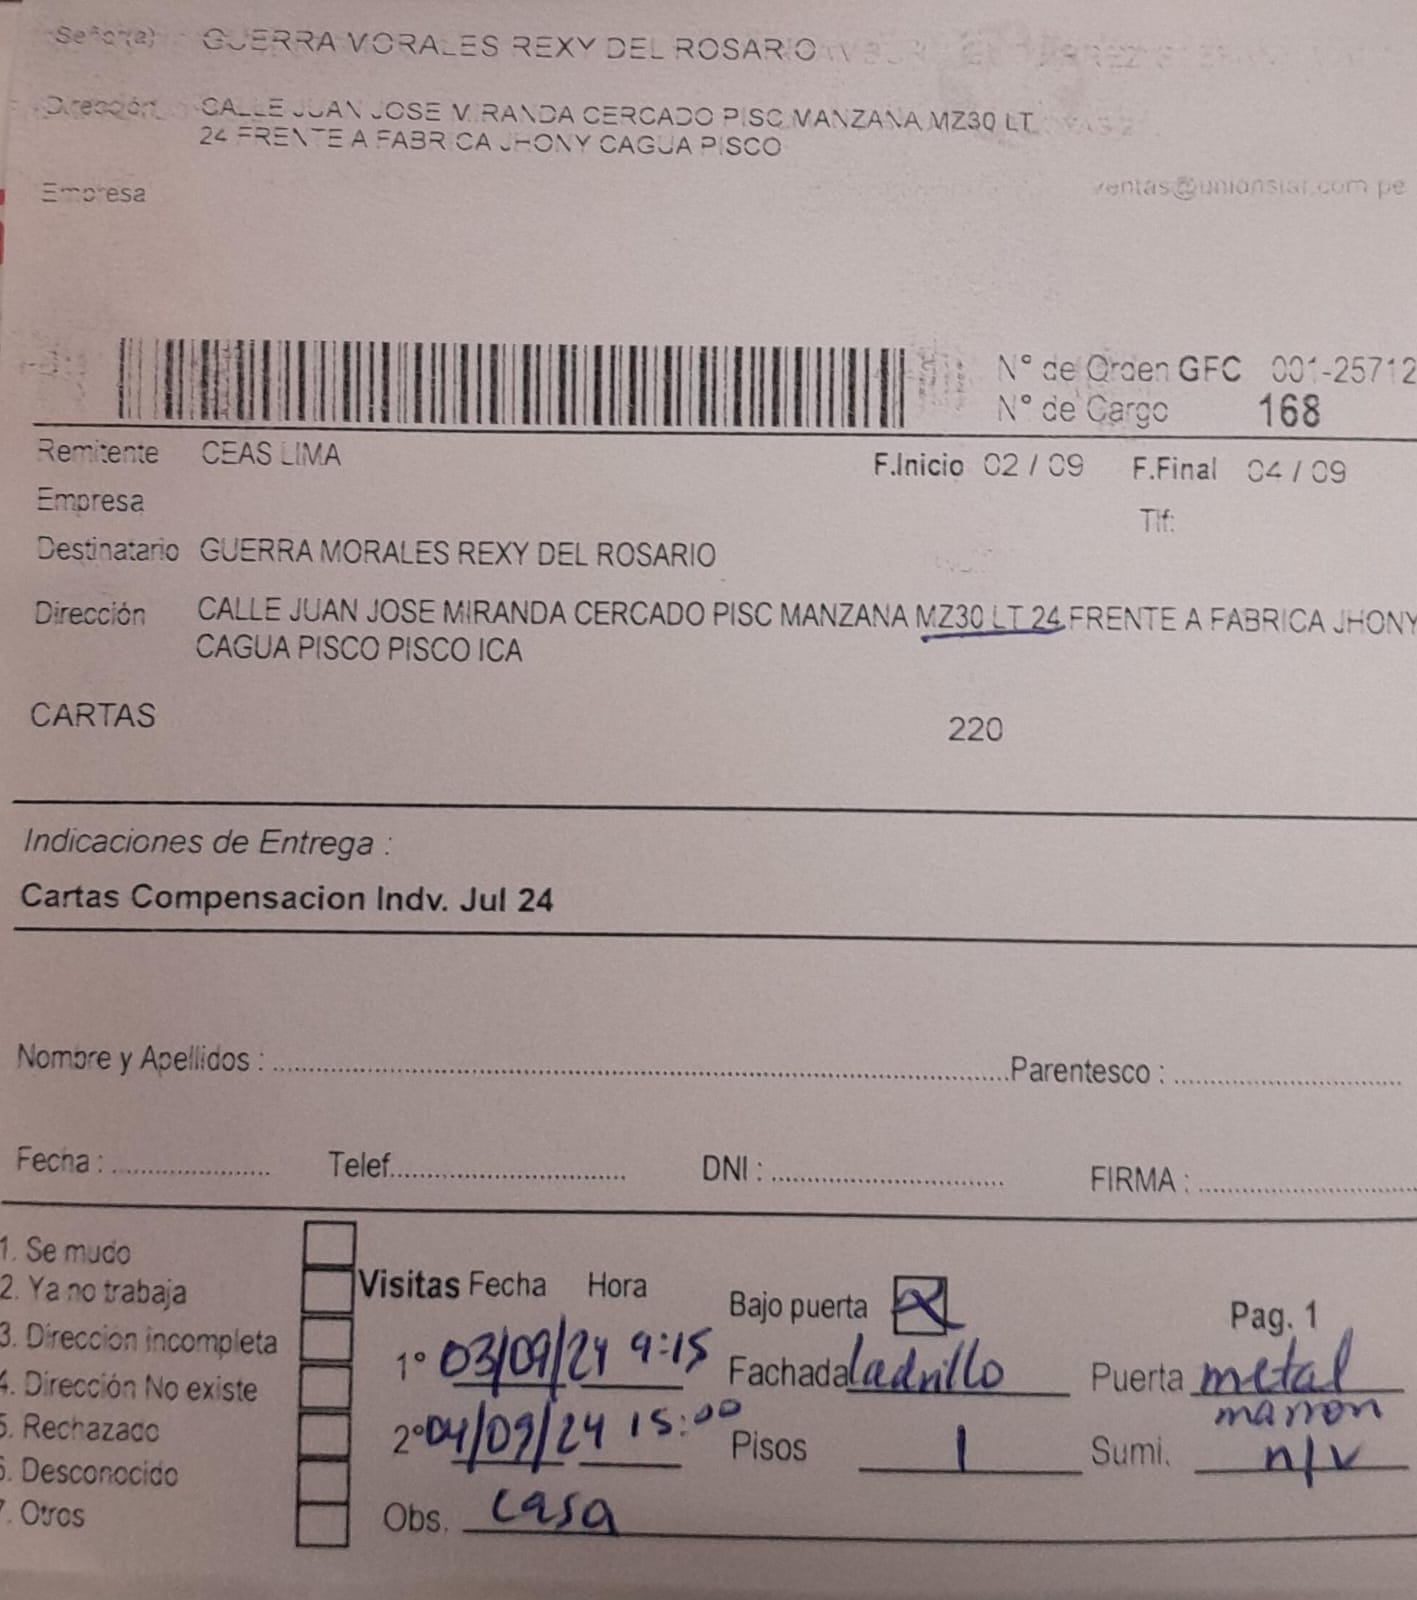 Señor(a) GUERRA MORALES REXY DEL ROSARIO
Dirección CALLE JUAN JOSE MIRANDA CERCADO PISC MANZANA MZ30 LT
24 FRENTE A FABRICA JHONY CAGUA PISCO
Empresa
ventas@unionstar.com.pe
N° de Orden GFC 001-25712
N° de Cargo 168
Remitente CEAS LIMA F.Inicio 02 / 09 F.Final 04 / 09
Empresa Tlf:
Destinatario GUERRA MORALES REXY DEL ROSARIO
Dirección CALLE JUAN JOSE MIRANDA CERCADO PISC MANZANA MZ30 LT 24 FRENTE A FABRICA JHONY
CAGUA PISCO PISCO ICA
CARTAS 220
Indicaciones de Entrega :
Cartas Compensacion Indv. Jul 24
Nombre y Apellidos : Parentesco :
Fecha : Telef. DNI : FIRMA :
1. Se mudo
2. Ya no trabaja
3. Direccion incompleta
4. Dirección No existe
5. Rechazado
6. Desconocido
7. Otros
Visitas Fecha Hora Bajo puerta Pag. 1
1° 03/09/24 9:15 Fachada ladrillo Puerta metal
marron
2° 04/09/24 15:00 Pisos 1 Sumi. n/v
Obs. casa